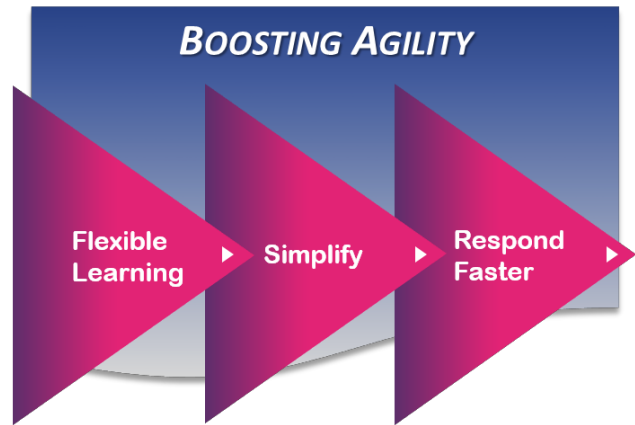 BOOSTING AGILITY
Flexible
Learning
Simplify
Respond
Faster